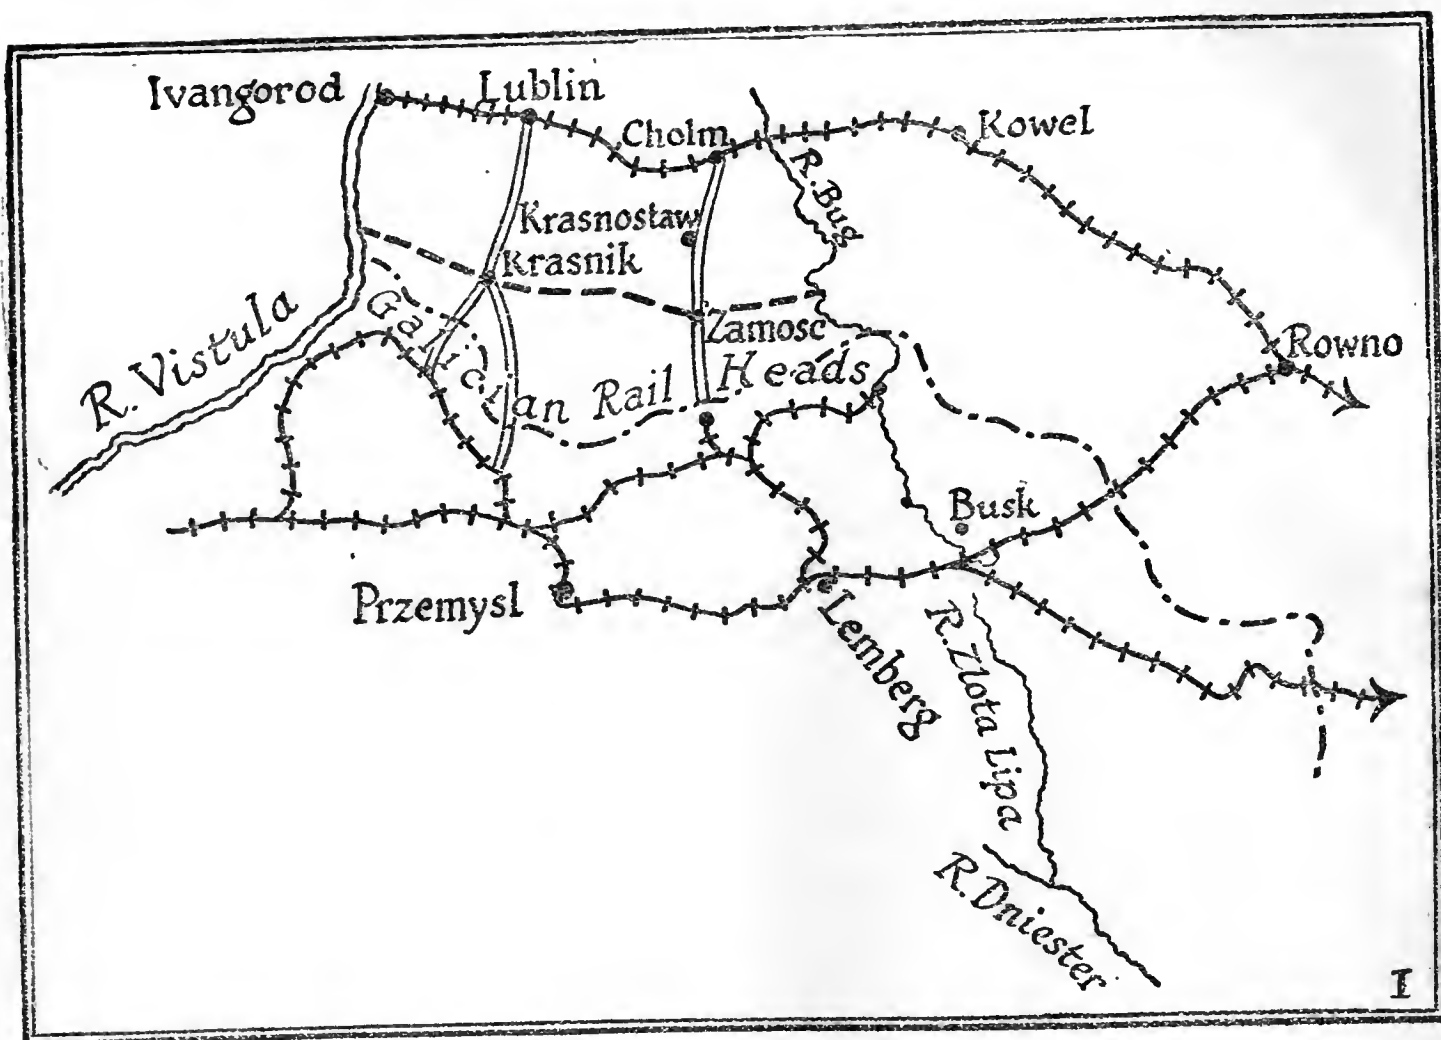 Ivangorod
Lublin
Cholm
Kowel
R. Bug
Krasnostaw
Krasnik
R. Vistula
Zamosc
Rowno
Galician Rail Heads
Busk
Przemysl
Lemberg
R. Zlota Lipa
R. Dniester
I